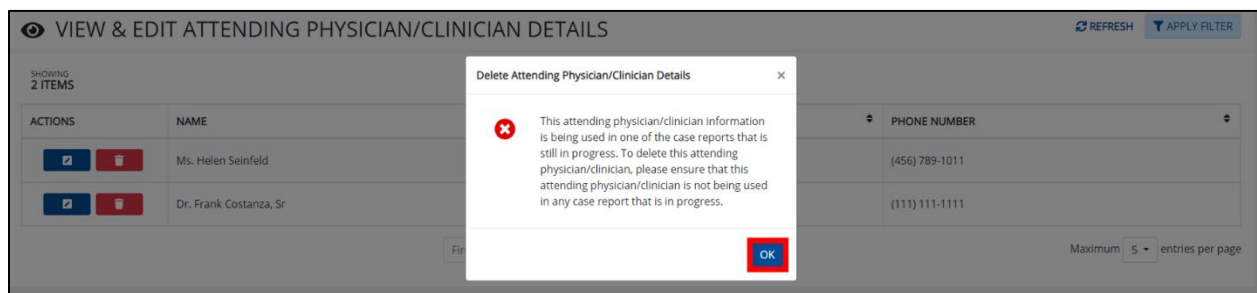 VIEW & EDIT ATTENDING PHYSICIAN/CLINICIAN DETAILS
REFRESH
APPLY FILTER
SHOWING
2 ITEMS
Delete Attending Physician/Clinician Details ×
ACTIONS
NAME
PHONE NUMBER
This attending physician/clinician information
is being used in one of the case reports that is
still in progress. To delete this attending
physician/clinician, please ensure that this
attending physician/clinician is not being used
in any case report that is in progress.
Ms. Helen Seinfeld
(456) 789-1011
Dr. Frank Costanza, Sr
(111) 111-1111
OK
Maximum 5 entries per page